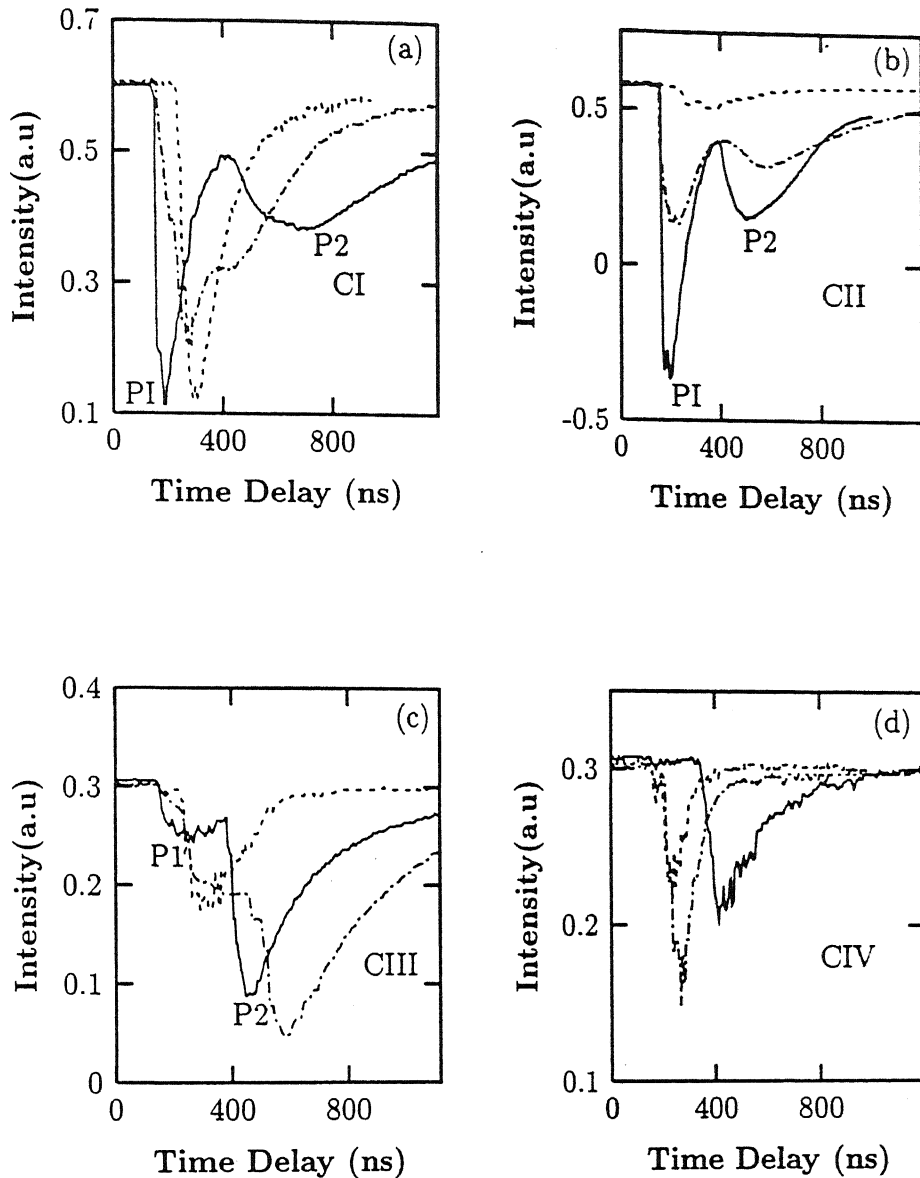 0.7
(a)
0.5
0.3
0.1
Intensity(a.u)
PI
P2
CI
0 400 800
Time Delay (ns)
(b)
0.5
0
-0.5
Intensity(a.u)
PI
P2
CII
0 400 800
Time Delay (ns)
0.4
(c)
0.3
0.2
0.1
0
Intensity(a.u)
P1
P2
CIII
0 400 800
Time Delay (ns)
(d)
0.3
0.2
0.1
Intensity(a.u)
CIV
0 400 800
Time Delay (ns)